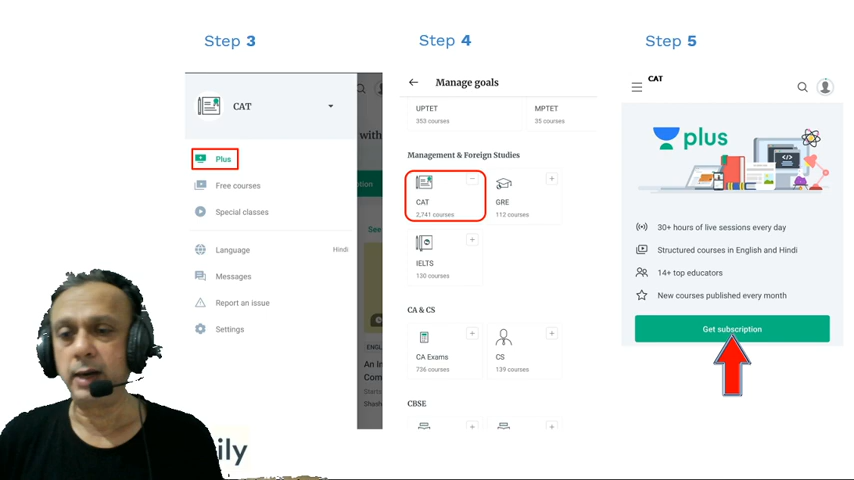 Step 3
CAT
Plus
Free courses
Special classes
Language Hindi
Messages
Report an issue
Settings
with
See
ENGL
An In
Com
Starts
Shash
ily
Step 4
Manage goals
UPTET
353 courses
MPTET
35 courses
Management & Foreign Studies
CAT
2,741 courses
GRE
112 courses
IELTS
130 courses
CA & CS
CA Exams
736 courses
CS
139 courses
CBSE
Step 5
CAT
plus
30+ hours of live sessions every day
Structured courses in English and Hindi
14+ top educators
New courses published every month
Get subscription